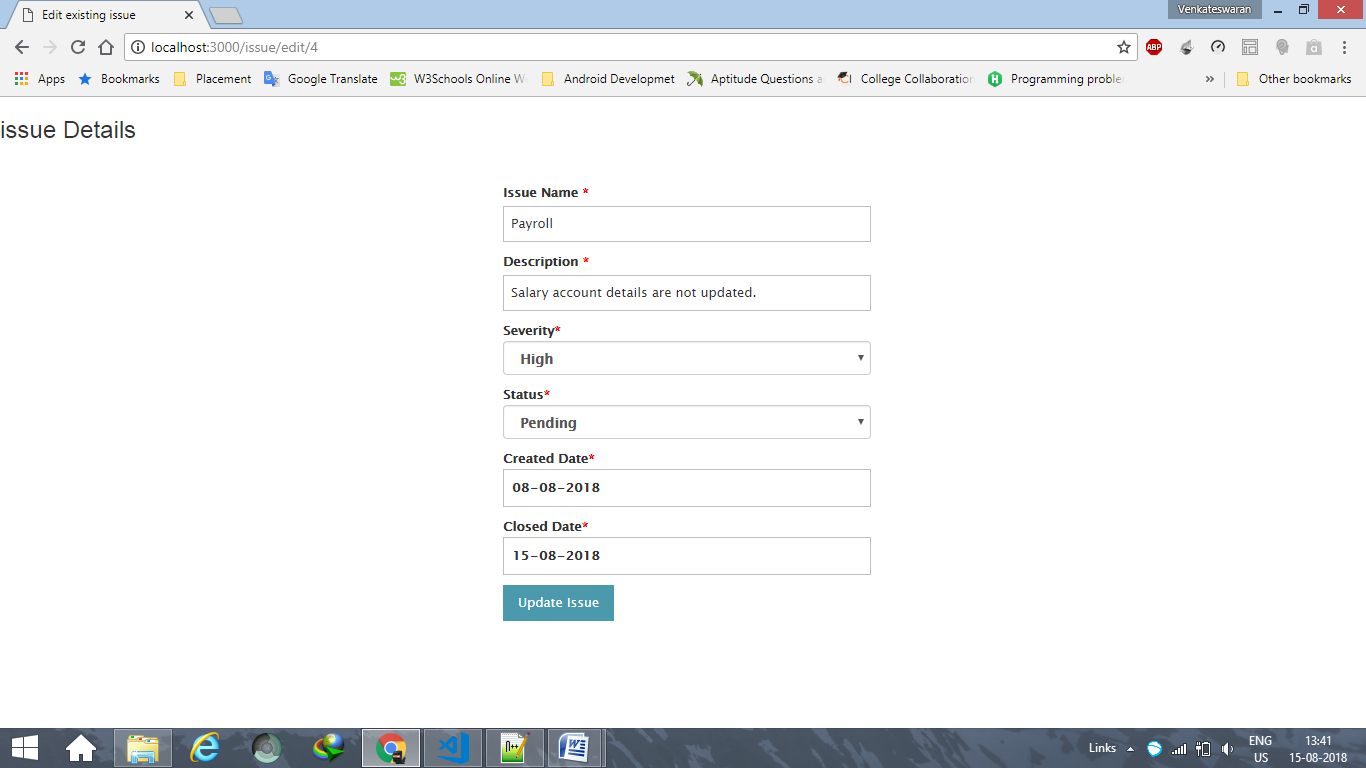 Edit existing issue
Venkateswaran
localhost:3000/issue/edit/4
ABP
Apps
Bookmarks
Placement
Google Translate
W3Schools Online W
Android Developmet
Aptitude Questions a
College Collaboration
Programming proble
»
Other bookmarks
issue Details
Issue Name *
Payroll
Description *
Salary account details are not updated.
Severity*
High
Status*
Pending
Created Date*
08-08-2018
Closed Date*
15-08-2018
Update Issue
Links
ENG
US
13:41
15-08-2018